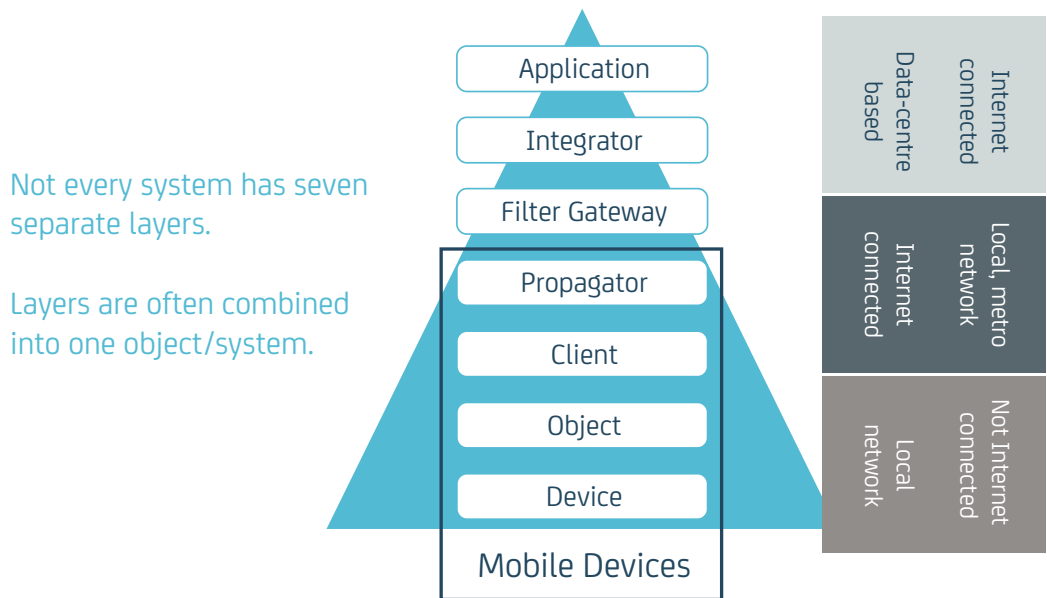 Not every system has seven
separate layers.
Layers are often combined
into one object/system.
Application
Integrator
Filter Gateway
Propagator
Client
Object
Device
Mobile Devices
Internet
connected
Data-centre
based
Local, metro
network
Internet
connected
Not Internet
connected
Local
network